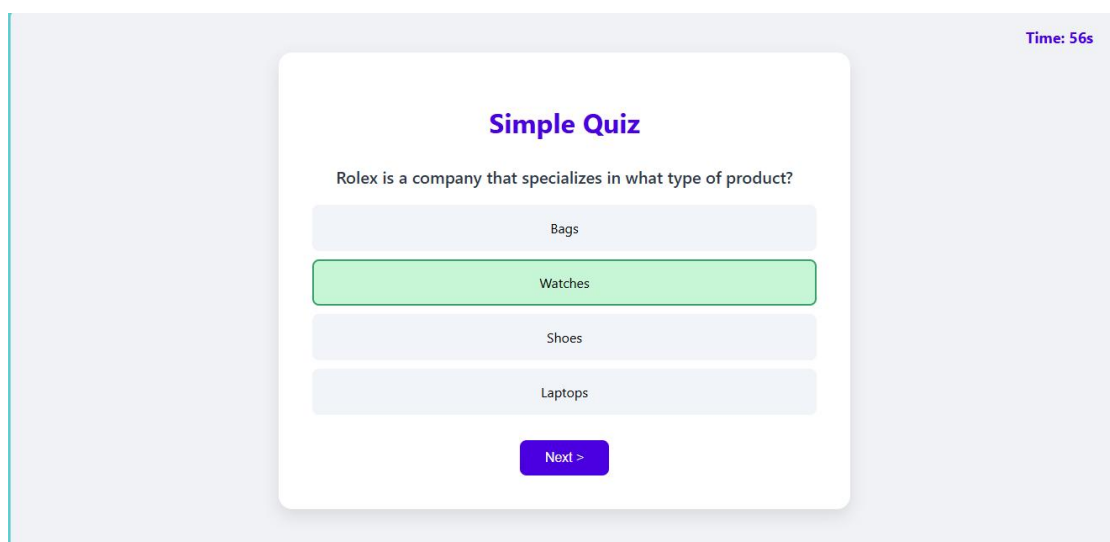 Time: 56s
Simple Quiz
Rolex is a company that specializes in what type of product?
Bags
Watches
Shoes
Laptops
Next >